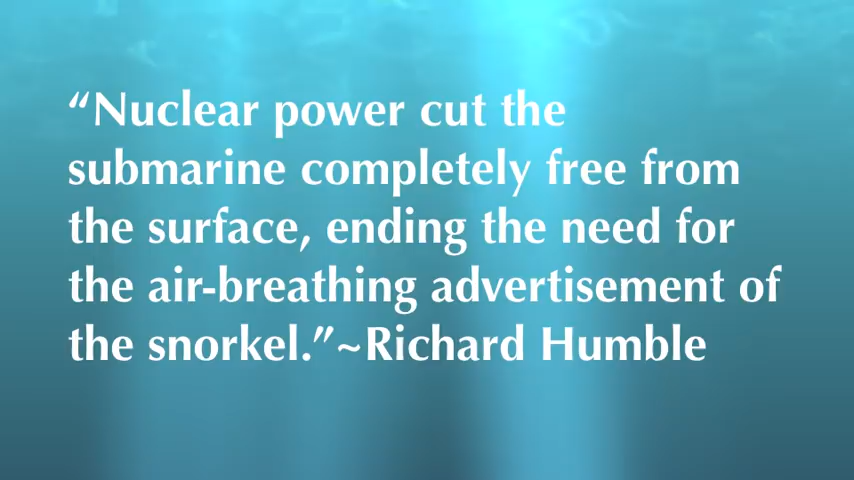 “Nuclear power cut the
submarine completely free from
the surface, ending the need for
the air-breathing advertisement of
the snorkel.”~Richard Humble